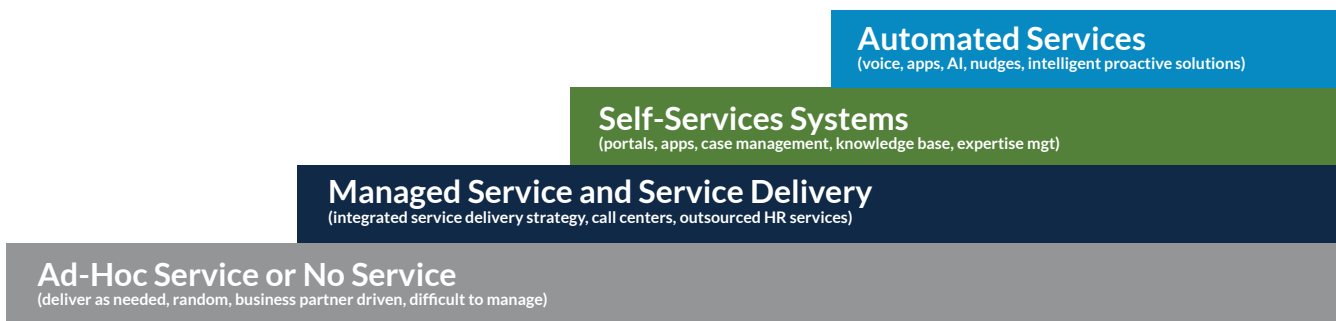 Automated Services
(voice, apps, AI, nudges, intelligent proactive solutions)
Self-Services Systems
(portals, apps, case management, knowledge base, expertise mgt)
Managed Service and Service Delivery
(integrated service delivery strategy, call centers, outsourced HR services)
Ad-Hoc Service or No Service
(deliver as needed, random, business partner driven, difficult to manage)